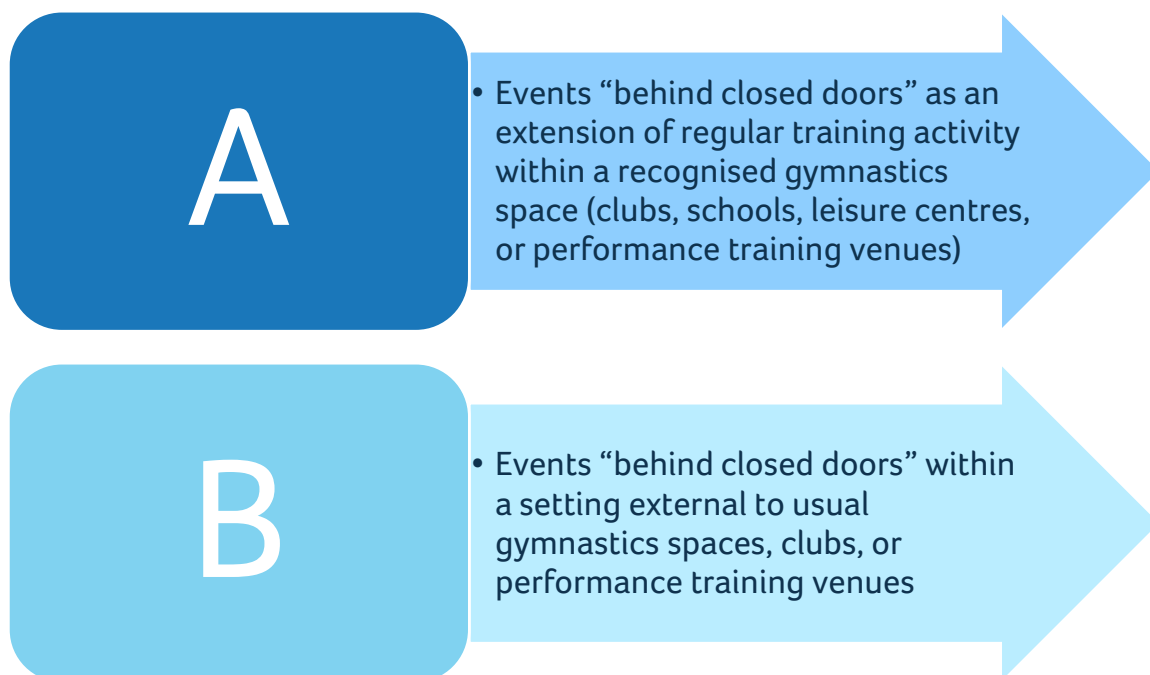 A
• Events “behind closed doors” as an
extension of regular training activity
within a recognised gymnastics
space (clubs, schools, leisure centres,
or performance training venues)
B
• Events “behind closed doors” within
a setting external to usual
gymnastics spaces, clubs, or
performance training venues